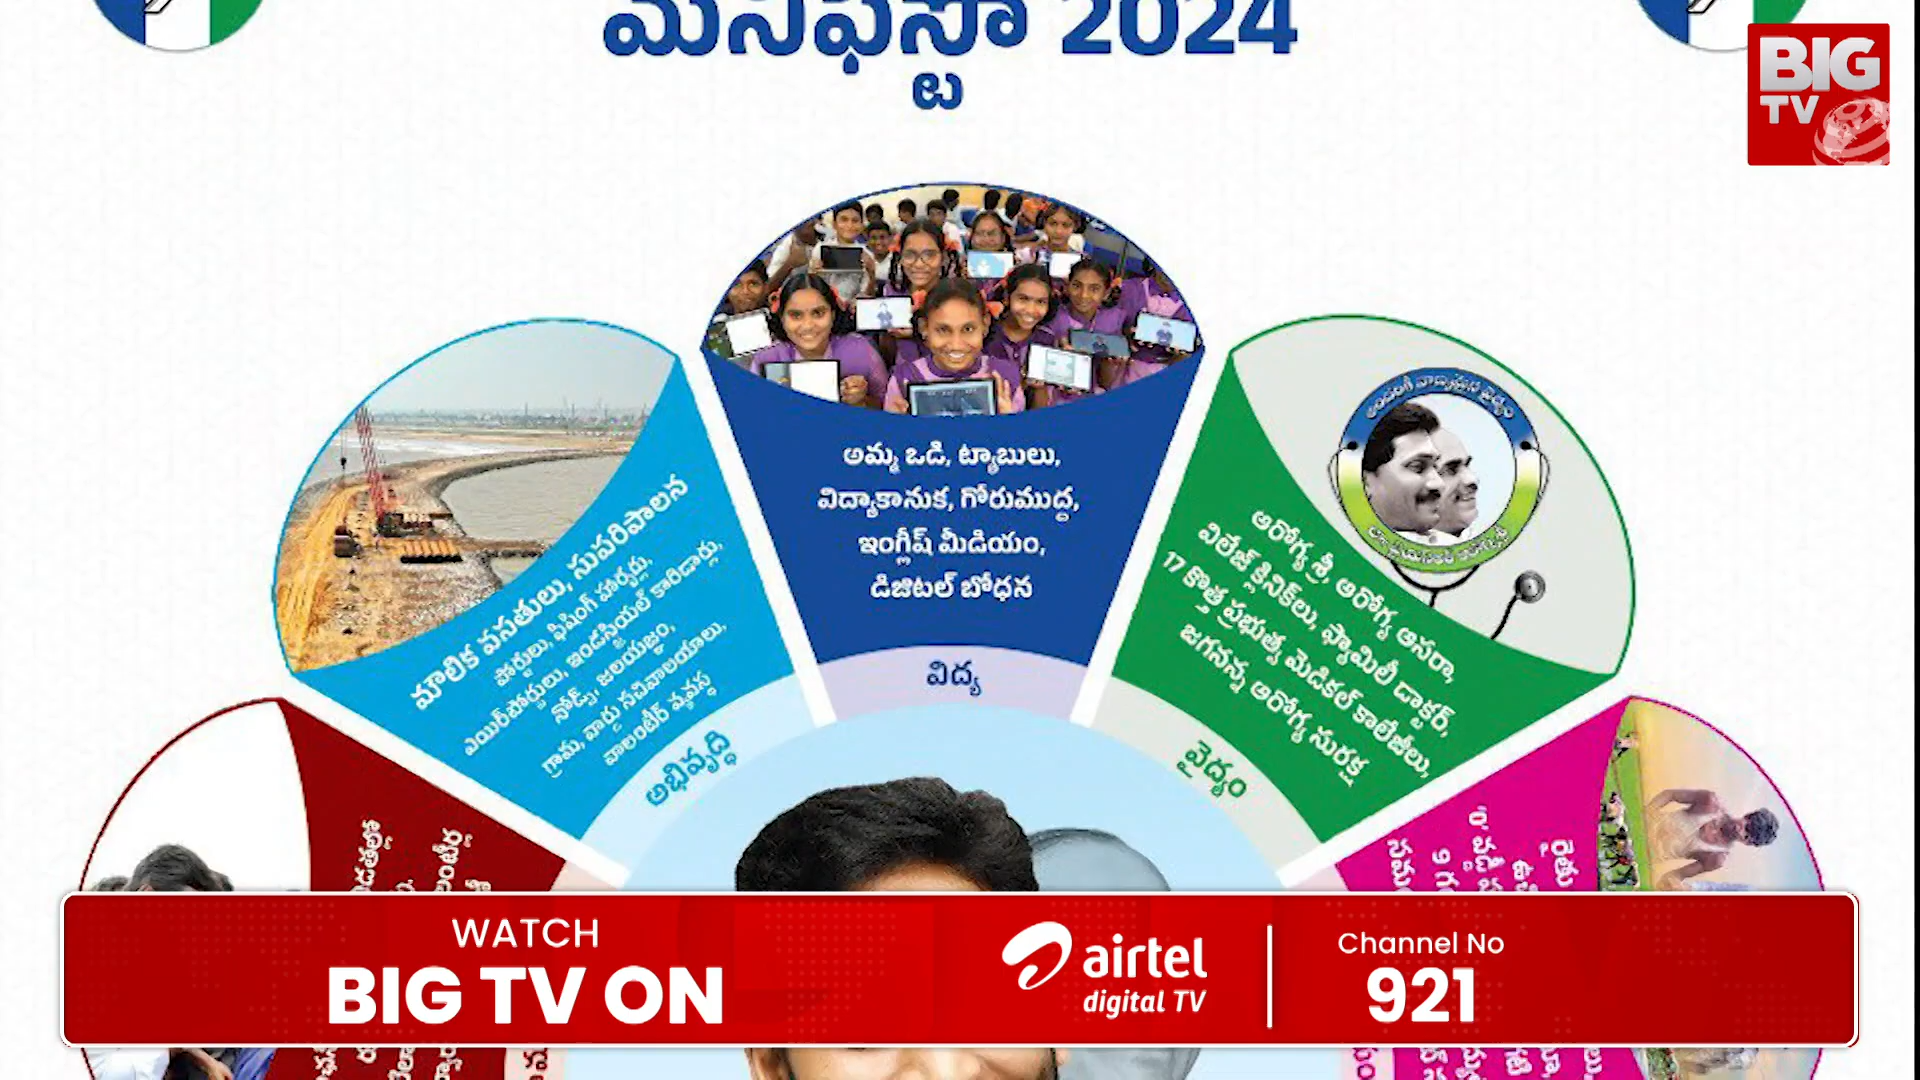 మేనిఫెస్టో 2024
BIG
TV
అమ్మ ఒడి, ట్యాబులు,
విద్యాకానుక, గోరుముద్ద,
ఇంగ్లీష్ మీడియం,
డిజిటల్ బోధన
విద్య
మౌలిక వసతులు, సుపరిపాలన
పోర్టులు, ఫిషింగ్ హార్బర్లు,
ఎయిర్‌పోర్టులు, ఇండస్ట్రియల్ కారిడార్లు,
నోడ్స్, జలయజ్ఞం,
గ్రామ, వార్డు సచివాలయాలు,
వాలంటీర్ వ్యవస్థ
అభివృద్ధి
ఆరోగ్య శ్రీ, ఆరోగ్య ఆసరా,
విలేజ్ క్లినిక్‌లు, ఫ్యామిలీ డాక్టర్,
17 కొత్త ప్రభుత్వ మెడికల్ కాలేజీలు,
జగనన్న ఆరోగ్య సురక్ష
వైద్యం
రైతు
WATCH
BIG TV ON
airtel
digital TV
Channel No
921